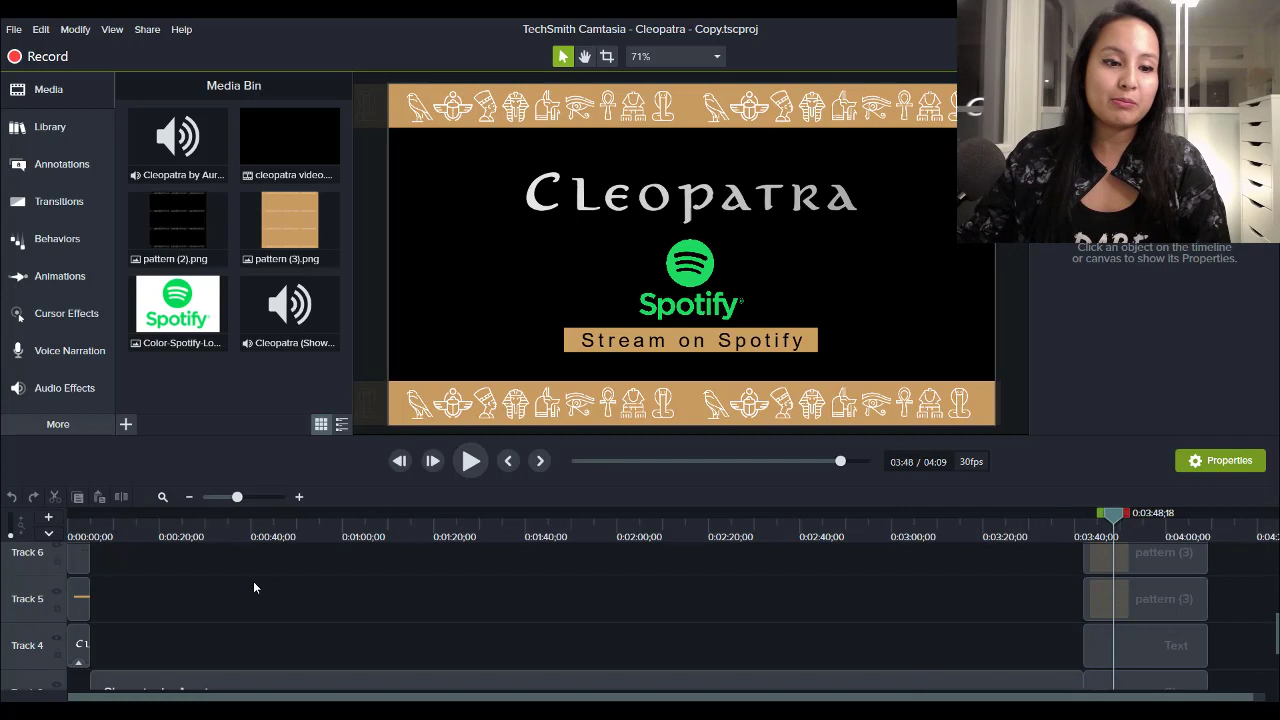 File Edit Modify View Share Help
TechSmith Camtasia - Cleopatra - Copy.tscproj
Record
71%
Media
Library
Annotations
Transitions
Behaviors
Animations
Cursor Effects
Voice Narration
Audio Effects
More
Media Bin
Cleopatra by Aur...
cleopatra video....
pattern (2).png
pattern (3).png
Spotify
Color-Spotify-Lo...
Cleopatra (Show...
Cleopatra
Spotify®
Stream on Spotify
Click an object on the timeline
or canvas to show its Properties.
03:48 / 04:09 30fps
Properties
0:03:48;18
0:00:00;00 0:00:20;00 0:00:40;00 0:01:00;00 0:01:20;00 0:01:40;00 0:02:00;00 0:02:20;00 0:02:40;00 0:03:00;00 0:03:20;00 0:03:40;00 0:04:00;00
Track 6
pattern (3)
Track 5
pattern (3)
Track 4
Text